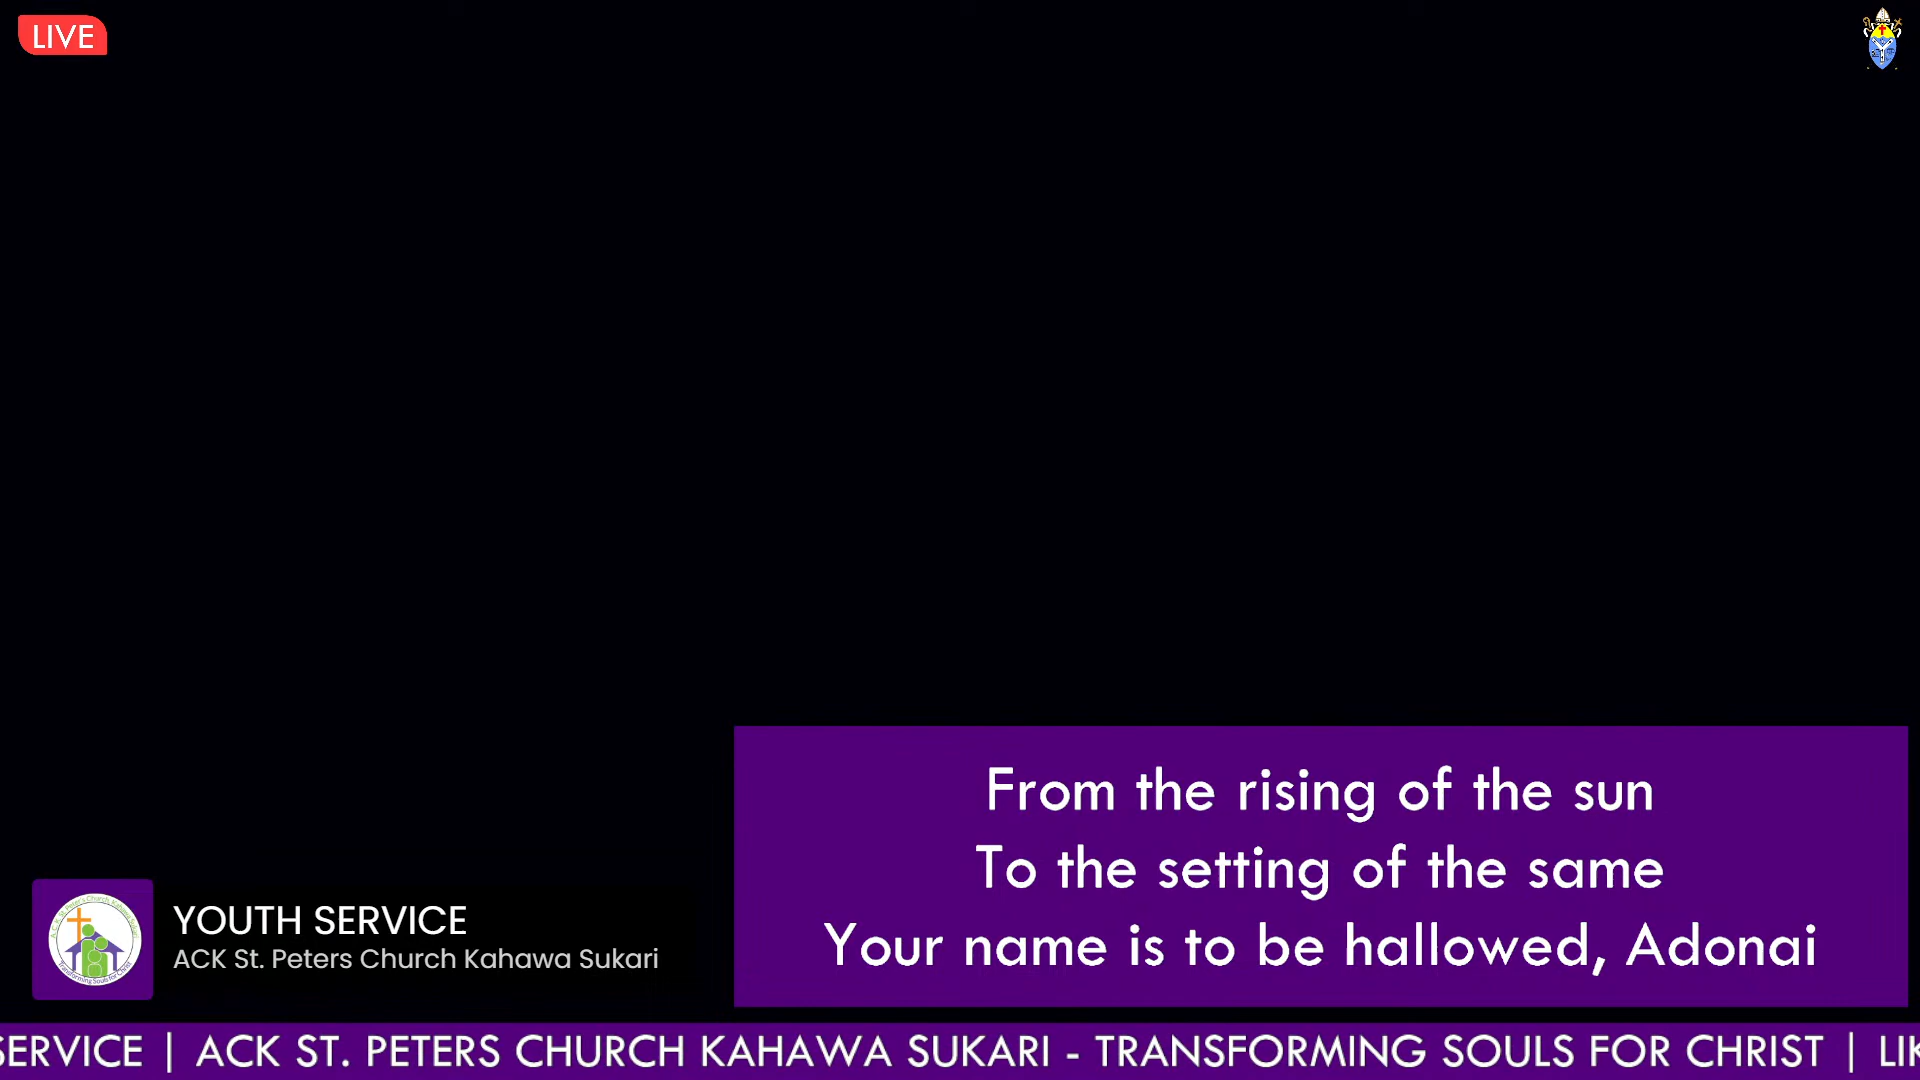 LIVE
From the rising of the sun
To the setting of the same
Your name is to be hallowed, Adonai
YOUTH SERVICE
ACK St. Peters Church Kahawa Sukari
SERVICE | ACK ST. PETERS CHURCH KAHAWA SUKARI - TRANSFORMING SOULS FOR CHRIST |